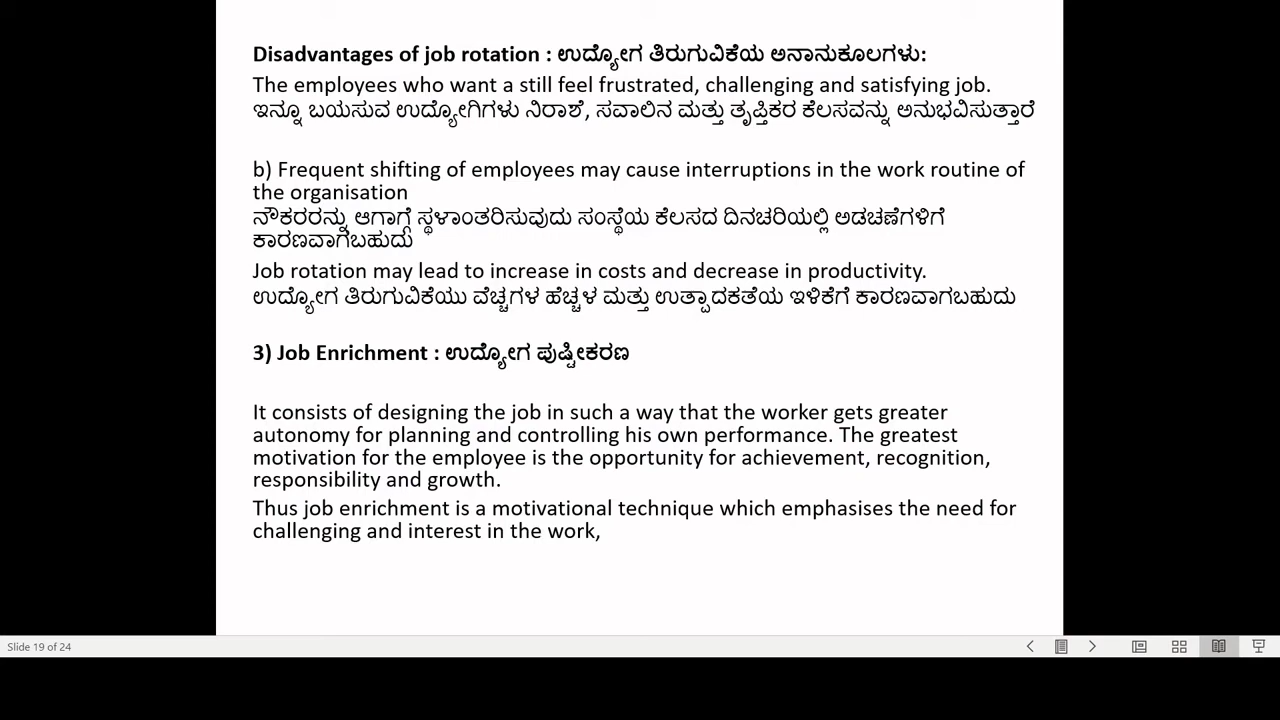 Disadvantages of job rotation : ಉದ್ಯೋಗ ತಿರುಗುವಿಕೆಯ ಅನಾನುಕೂಲಗಳು:
The employees who want a still feel frustrated, challenging and satisfying job.
ಇನ್ನೂ ಬಯಸುವ ಉದ್ಯೋಗಿಗಳು ನಿರಾಶೆ, ಸವಾಲಿನ ಮತ್ತು ತೃಪ್ತಿಕರ ಕೆಲಸವನ್ನು ಅನುಭವಿಸುತ್ತಾರೆ
b) Frequent shifting of employees may cause interruptions in the work routine of
the organisation
ನೌಕರರನ್ನು ಆಗಾಗ್ಗೆ ಸ್ಥಳಾಂತರಿಸುವುದು ಸಂಸ್ಥೆಯ ಕೆಲಸದ ದಿನಚರಿಯಲ್ಲಿ ಅಡಚಣೆಗಳಿಗೆ
ಕಾರಣವಾಗಬಹುದು
Job rotation may lead to increase in costs and decrease in productivity.
ಉದ್ಯೋಗ ತಿರುಗುವಿಕೆಯು ವೆಚ್ಚಗಳ ಹೆಚ್ಚಳ ಮತ್ತು ಉತ್ಪಾದಕತೆಯ ಇಳಿಕೆಗೆ ಕಾರಣವಾಗಬಹುದು
3) Job Enrichment : ಉದ್ಯೋಗ ಪುಷ್ಟೀಕರಣ
It consists of designing the job in such a way that the worker gets greater
autonomy for planning and controlling his own performance. The greatest
motivation for the employee is the opportunity for achievement, recognition,
responsibility and growth.
Thus job enrichment is a motivational technique which emphasises the need for
challenging and interest in the work,
Slide 19 of 24